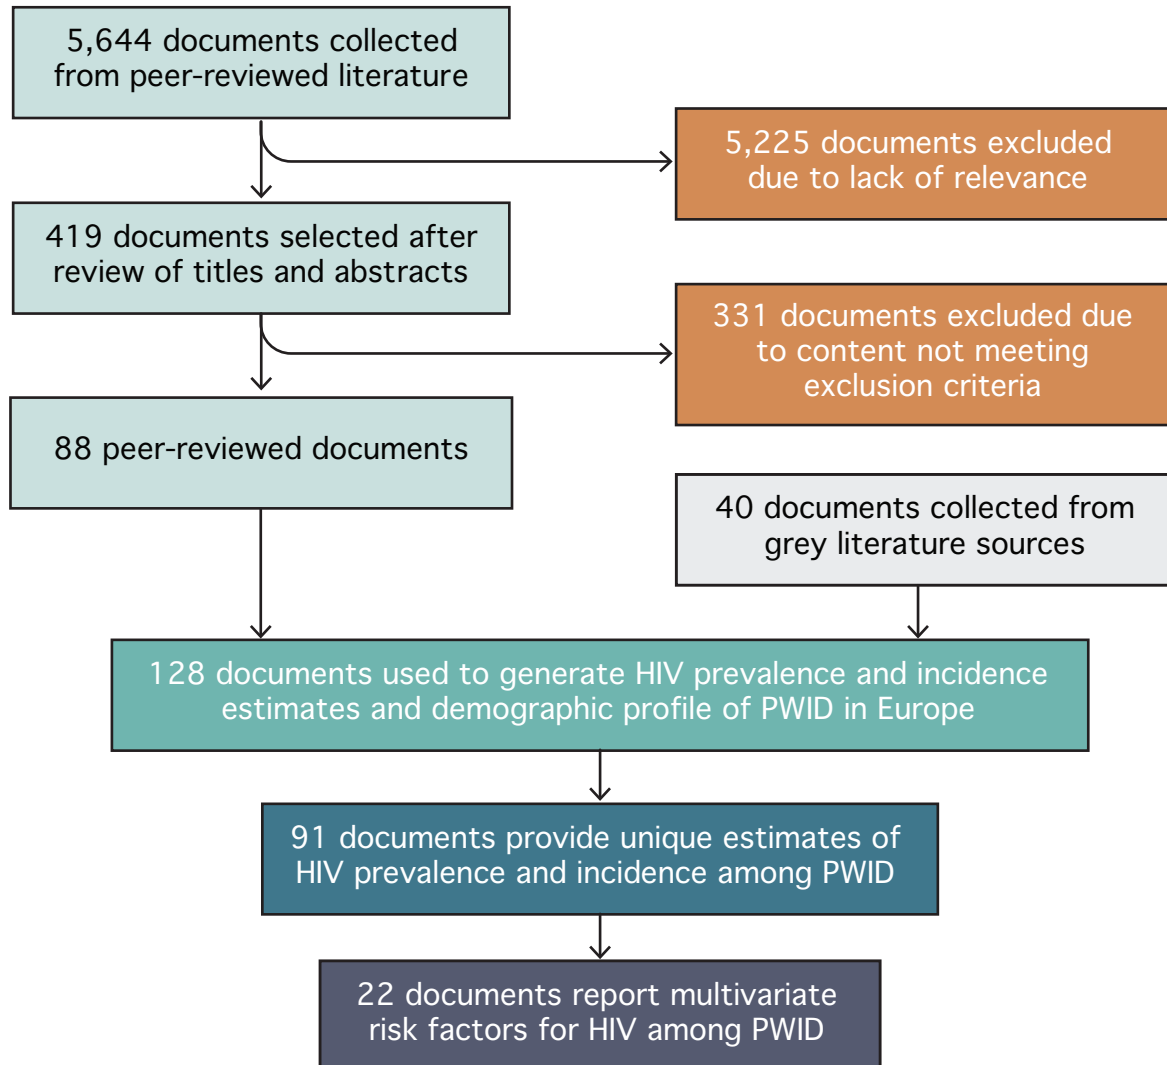 5,644 documents collected
from peer-reviewed literature
5,225 documents excluded
due to lack of relevance
419 documents selected after
review of titles and abstracts
331 documents excluded due
to content not meeting
exclusion criteria
88 peer-reviewed documents
40 documents collected from
grey literature sources
128 documents used to generate HIV prevalence and incidence
estimates and demographic profile of PWID in Europe
91 documents provide unique estimates of
HIV prevalence and incidence among PWID
22 documents report multivariate
risk factors for HIV among PWID